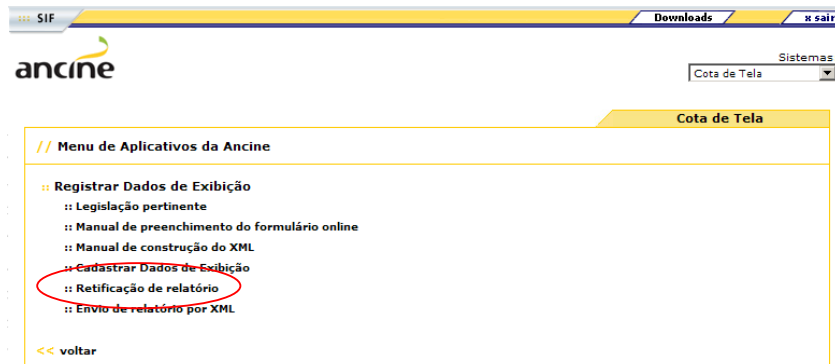 ::: SIF
Downloads
x sair
ancine
Sistemas
Cota de Tela
Cota de Tela
// Menu de Aplicativos da Ancine
:: Registrar Dados de Exibição
:: Legislação pertinente
:: Manual de preenchimento do formulário online
:: Manual de construção do XML
:: Cadastrar Dados de Exibição
:: Retificação de relatório
:: Envio de relatório por XML
<< voltar